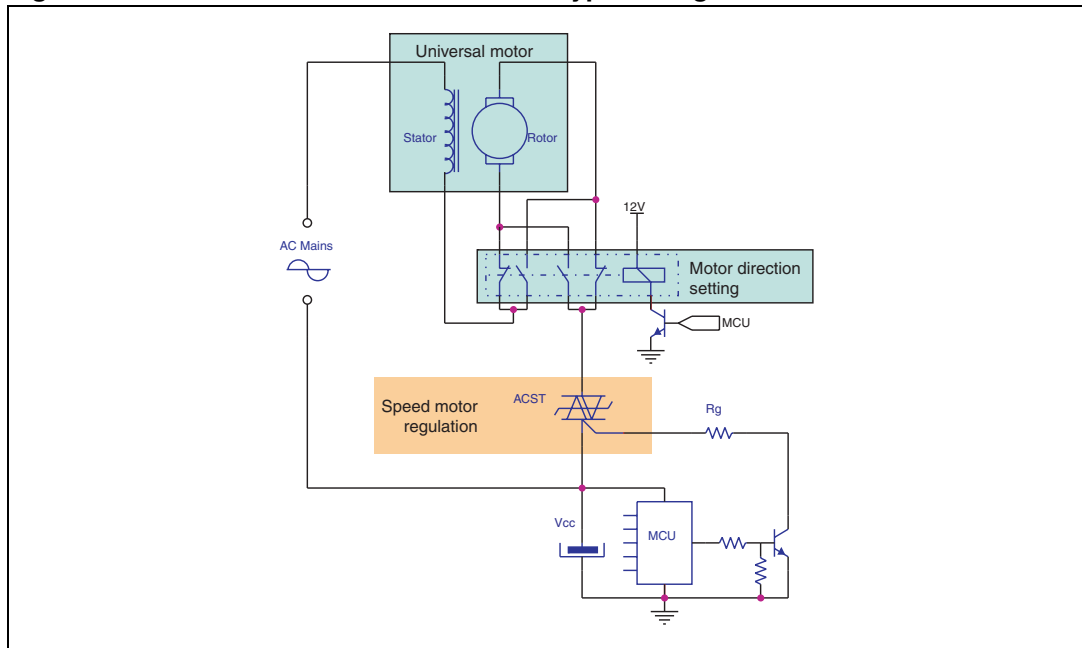 Universal motor
Stator
Rotor
12V
AC Mains
Motor direction
setting
MCU
Speed motor
regulation
ACST
Rg
Vcc
MCU